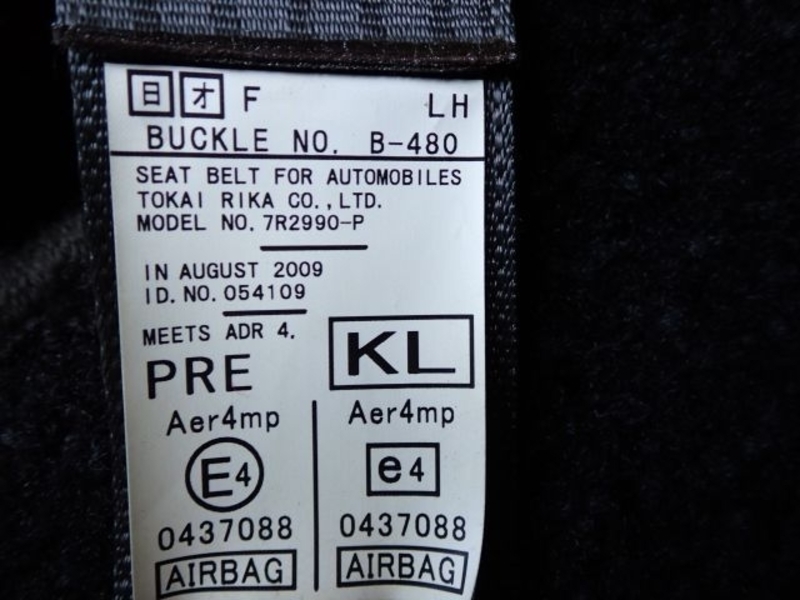 日 オ F LH
BUCKLE NO. B-480
SEAT BELT FOR AUTOMOBILES
TOKAI RIKA CO.,LTD.
MODEL NO. 7R2990-P
IN AUGUST 2009
ID. NO. 054109
MEETS ADR 4.
PRE KL
Aer4mp Aer4mp
E4 e4
0437088 0437088
AIRBAG AIRBAG